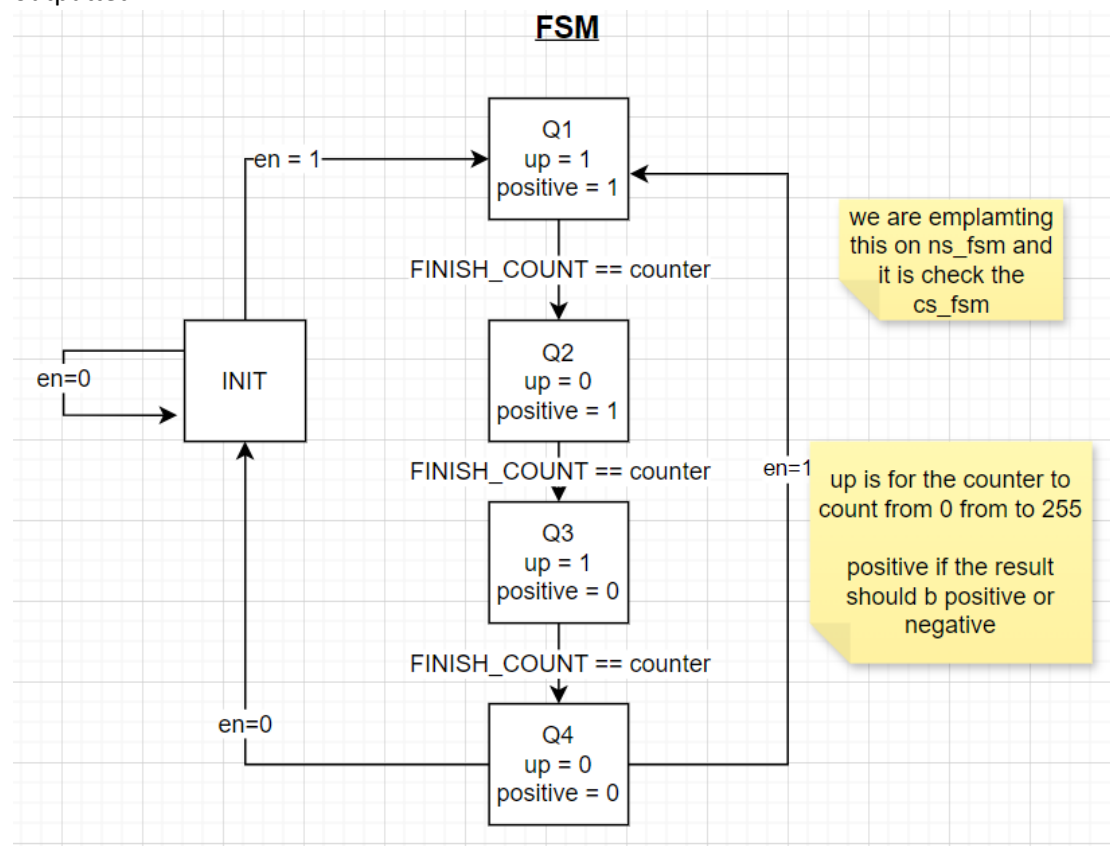 FSM
Q1
up = 1
positive = 1
en = 1
we are emplamting
this on ns_fsm and
it is check the
cs_fsm
FINISH_COUNT == counter
Q2
up = 0
positive = 1
INIT
en=0
FINISH_COUNT == counter
en=1
up is for the counter to
count from 0 from to 255
positive if the result
should b positive or
negative
Q3
up = 1
positive = 0
FINISH_COUNT == counter
en=0
Q4
up = 0
positive = 0